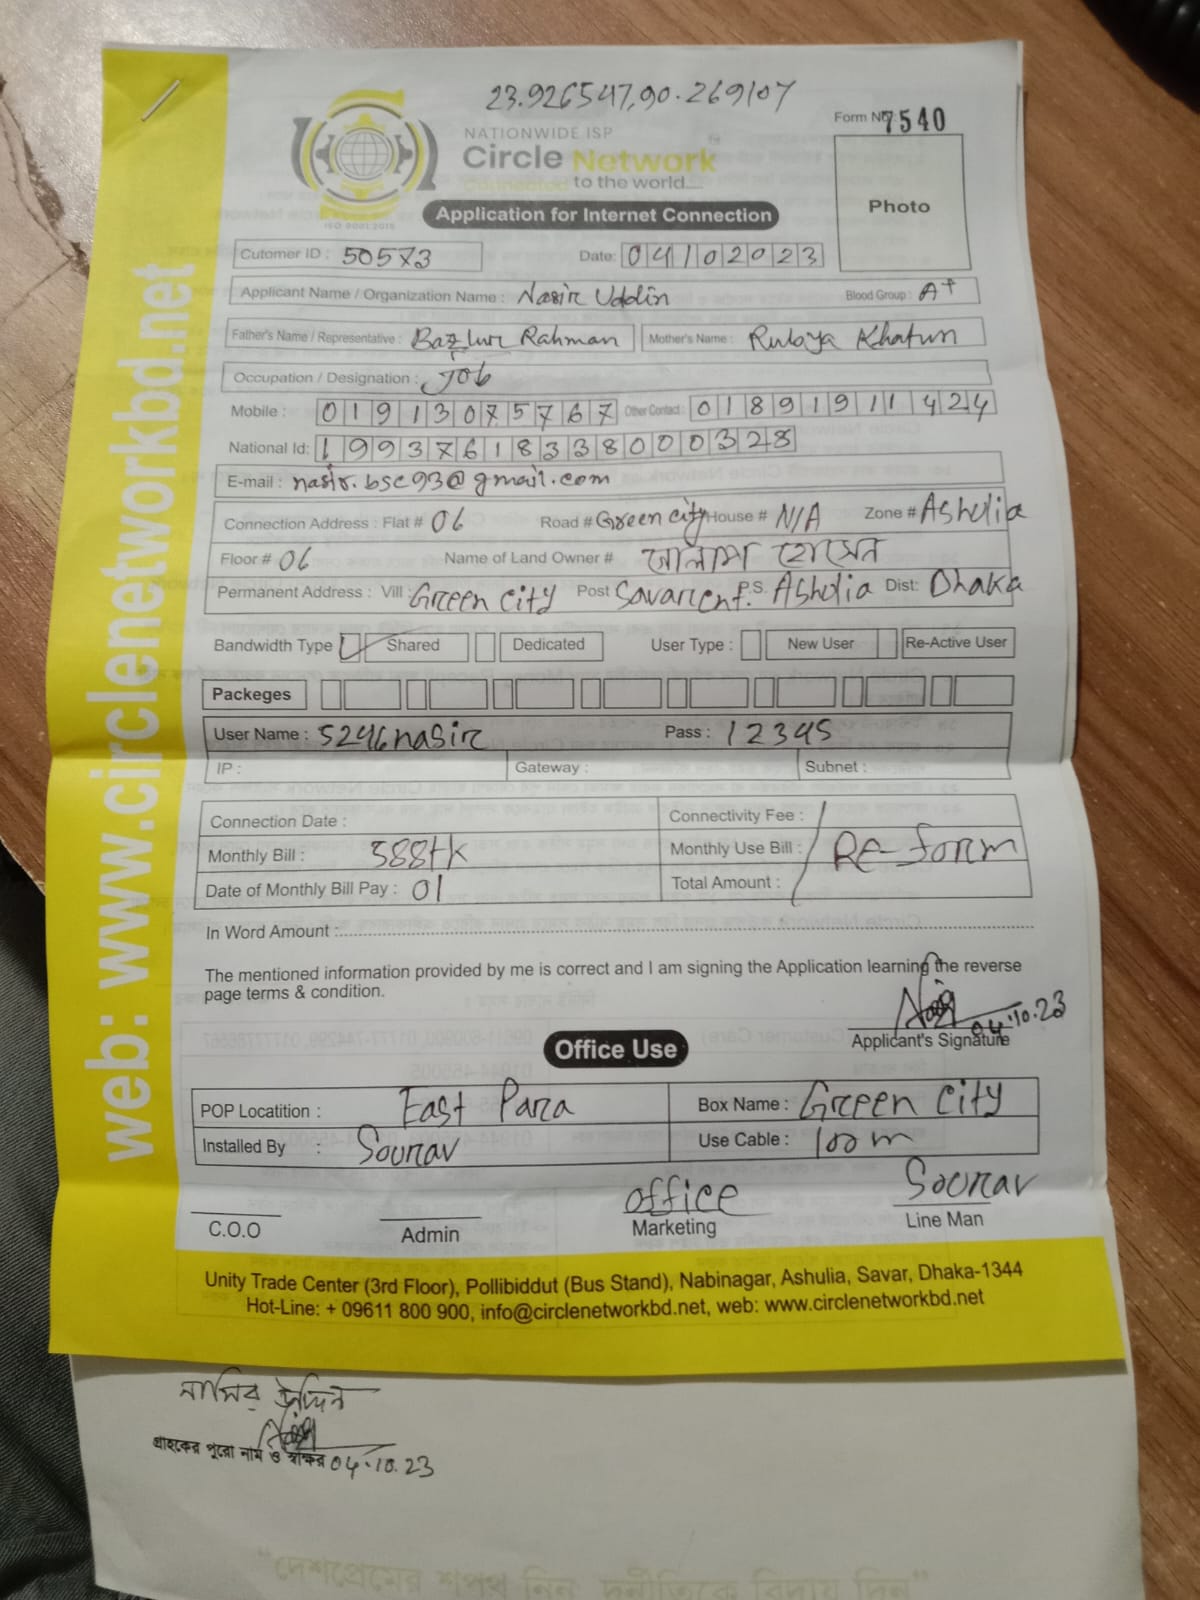 23.926547,90.269107
Form No: 7540
NATIONWIDE ISP
Circle Network
Connected to the world....
ISO 9001:2015
Application for Internet Connection
Photo
Cutomer ID : 50573 Date: 04102023
Applicant Name / Organization Name : Nasir Uddin Blood Group : A+
Father's Name / Representative : Bazlur Rahman Mother's Name : Rubya Khatun
Occupation / Designation : Job
Mobile : 01913075767 Other Contact : 01891911424
National Id: 19937618338000328
E-mail : nasir.bsc93@gmail.com
Connection Address : Flat # 06 Road # Green city House # N/A Zone # Ashulia
Floor # 06 Name of Land Owner # হোসেন
Permanent Address : Vill : Green City Post Savarcnt. P.S. Ashulia Dist: Dhaka
Bandwidth Type Shared Dedicated User Type : New User Re-Active User
Packeges
User Name : 5246nasir Pass : 12345
IP : Gateway : Subnet :
Connection Date : Connectivity Fee :
Monthly Bill : 588tk Monthly Use Bill : Re-form
Date of Monthly Bill Pay : 01 Total Amount :
In Word Amount :
The mentioned information provided by me is correct and I am signing the Application learning the reverse
page terms & condition.
04.10.23
Applicant's Signature
Office Use
POP Locatition : East Para Box Name : Green City
Installed By : Sourav Use Cable : 100m
office Sourav
C.O.O Admin Marketing Line Man
Unity Trade Center (3rd Floor), Pollibiddut (Bus Stand), Nabinagar, Ashulia, Savar, Dhaka-1344
Hot-Line: + 09611 800 900, info@circlenetworkbd.net, web: www.circlenetworkbd.net
web: www.circlenetworkbd.net
নাসির উদ্দিন
গ্রাহকের পুরো নাম ও স্বাক্ষর 04.10.23
"দেশপ্রেমের শপথ নিন, দুর্নীতিকে বিদায় দিন"